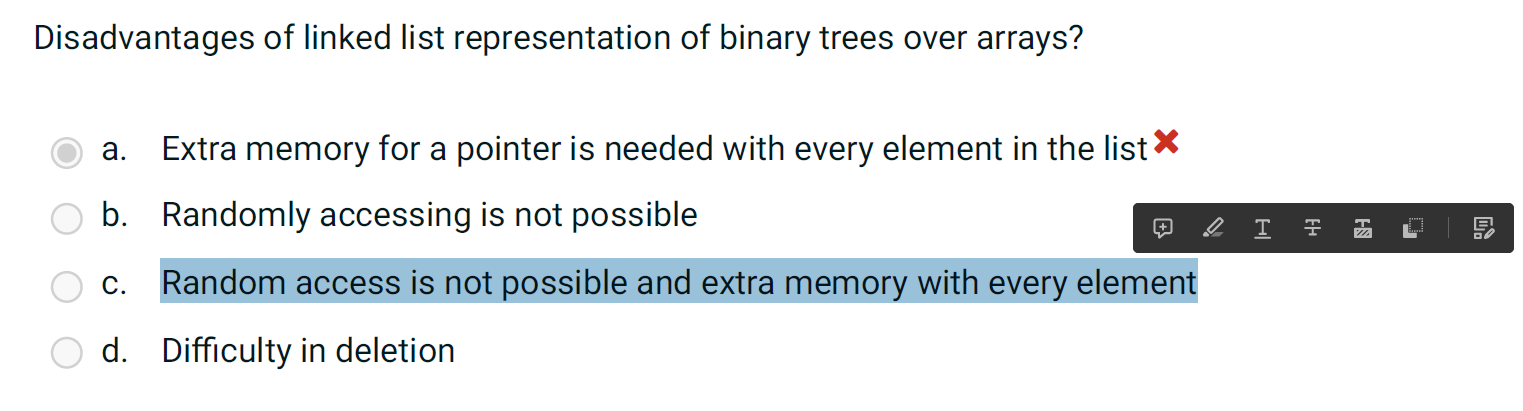 Disadvantages of linked list representation of binary trees over arrays?
a. Extra memory for a pointer is needed with every element in the list
b. Randomly accessing is not possible
c. Random access is not possible and extra memory with every element
d. Difficulty in deletion